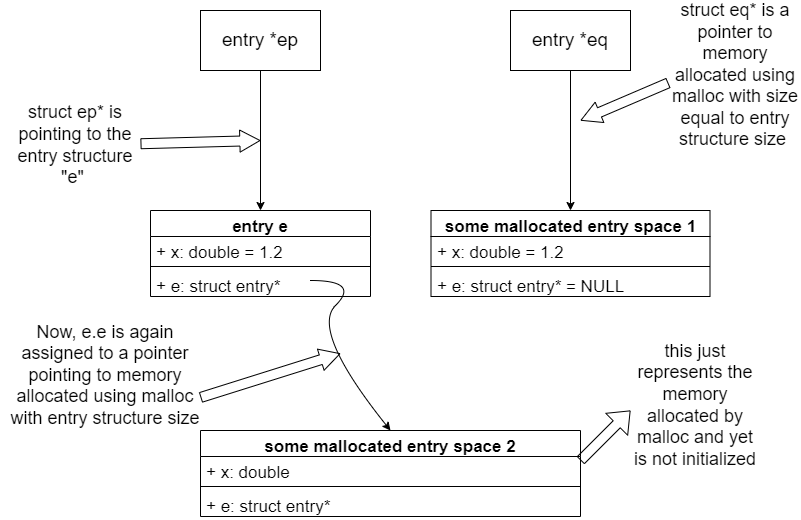 entry *ep
entry *eq
struct eq* is a
pointer to
memory
allocated using
malloc with size
equal to entry
structure size
struct ep* is
pointing to the
entry structure
"e"
entry e
+ x: double = 1.2
+ e: struct entry*
some mallocated entry space 1
+ x: double = 1.2
+ e: struct entry* = NULL
Now, e.e is again
assigned to a pointer
pointing to memory
allocated using malloc
with entry structure size
this just
represents the
memory
allocated by
malloc and yet
is not initialized
some mallocated entry space 2
+ x: double
+ e: struct entry*